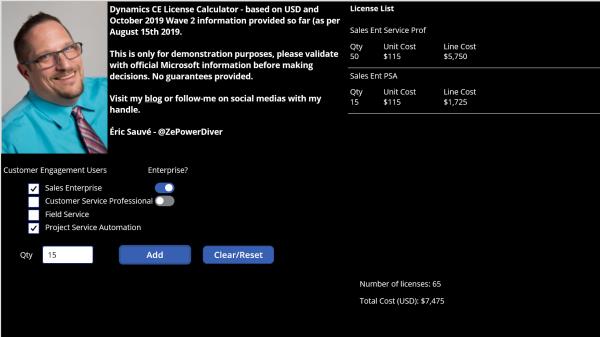 Dynamics CE License Calculator - based on USD and
October 2019 Wave 2 information provided so far (as per
August 15th 2019.
This is only for demonstration purposes, please validate
with official Microsoft information before making
decisions. No guarantees provided.
Visit my blog or follow-me on social medias with my
handle.
Éric Sauvé - @ZePowerDiver
License List
Sales Ent Service Prof
Qty Unit Cost Line Cost
50 $115 $5,750
Sales Ent PSA
Qty Unit Cost Line Cost
15 $115 $1,725
Customer Engagement Users Enterprise?
Sales Enterprise
Customer Service Professional
Field Service
Project Service Automation
Qty 15 Add Clear/Reset
Number of licenses: 65
Total Cost (USD): $7,475